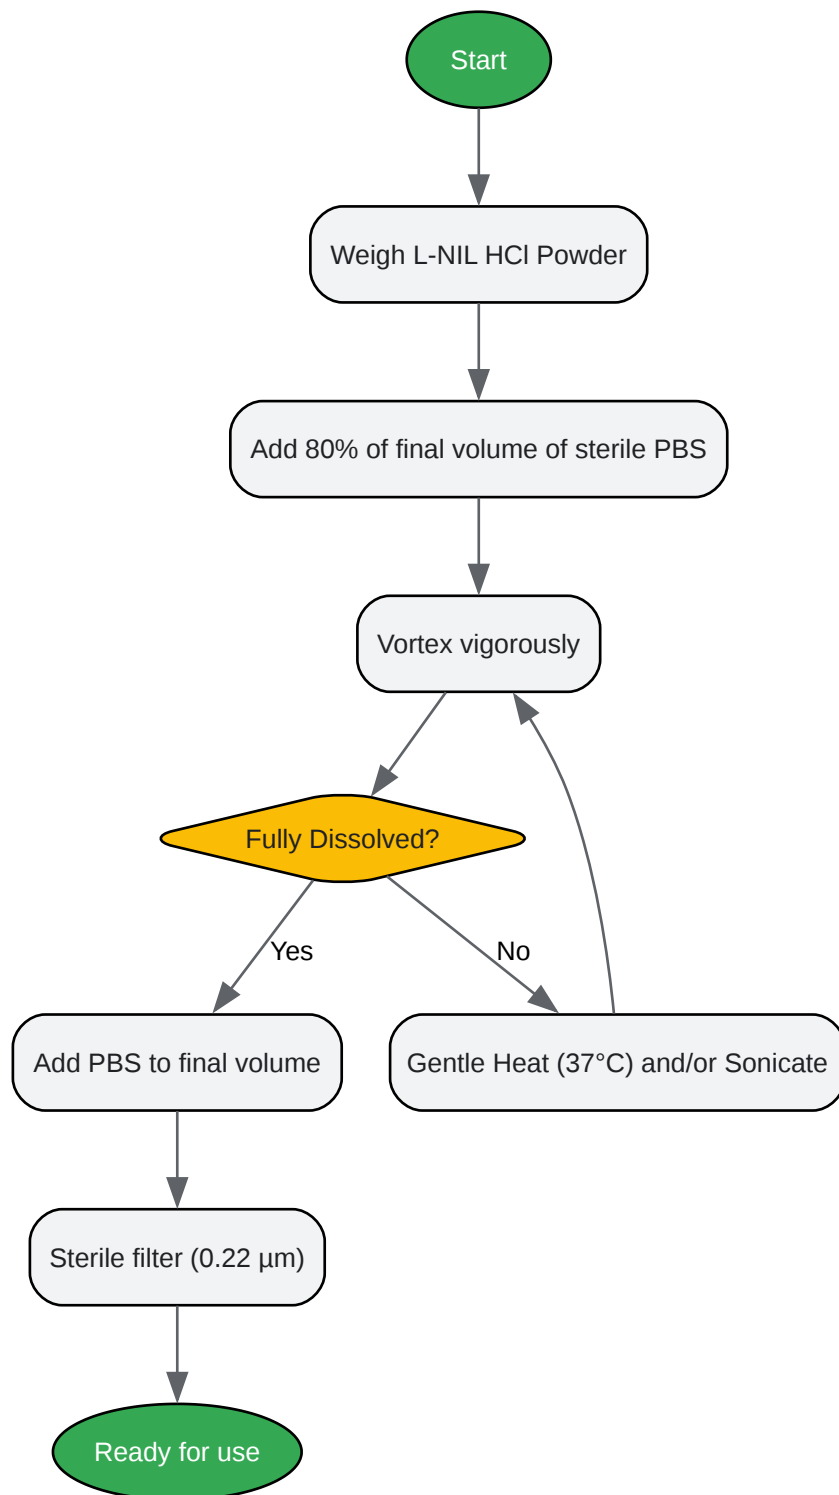 Start
Weigh L-NIL HCl Powder
Add 80% of final volume of sterile PBS
Vortex vigorously
Fully Dissolved?
Yes
No
Add PBS to final volume
Gentle Heat (37°C) and/or Sonicate
Sterile filter (0.22 µm)
Ready for use